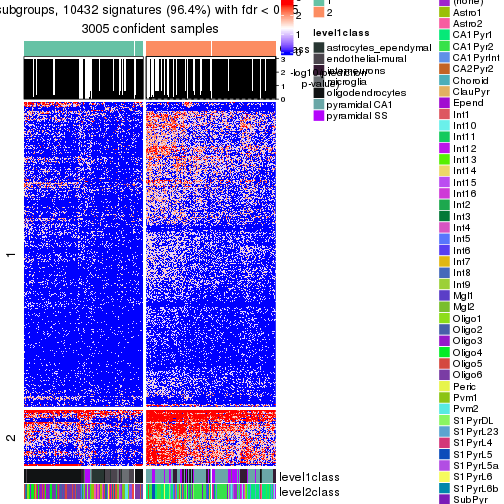 subgroups, 10432 signatures (96.4%) with fdr < 0
3005 confident samples
1
2
3
2
1
0
p-value
1
2
level1class
astrocytes_ependymal
endothelial-mural
interneurons
microglia
oligodendrocytes
pyramidal CA1
pyramidal SS
level1class
level2class
(none)
Astro1
Astro2
CA1Pyr1
CA1Pyr2
CA1PyrInt
CA2Pyr2
Choroid
ClauPyr
Epend
Int1
Int10
Int11
Int12
Int13
Int14
Int15
Int16
Int2
Int3
Int4
Int5
Int6
Int7
Int8
Int9
Mgl1
Mgl2
Oligo1
Oligo2
Oligo3
Oligo4
Oligo5
Oligo6
Peric
Pvm1
Pvm2
S1PyrDL
S1PyrL23
S1PyrL4
S1PyrL5
S1PyrL5a
S1PyrL6
S1PyrL6b
SubPyr